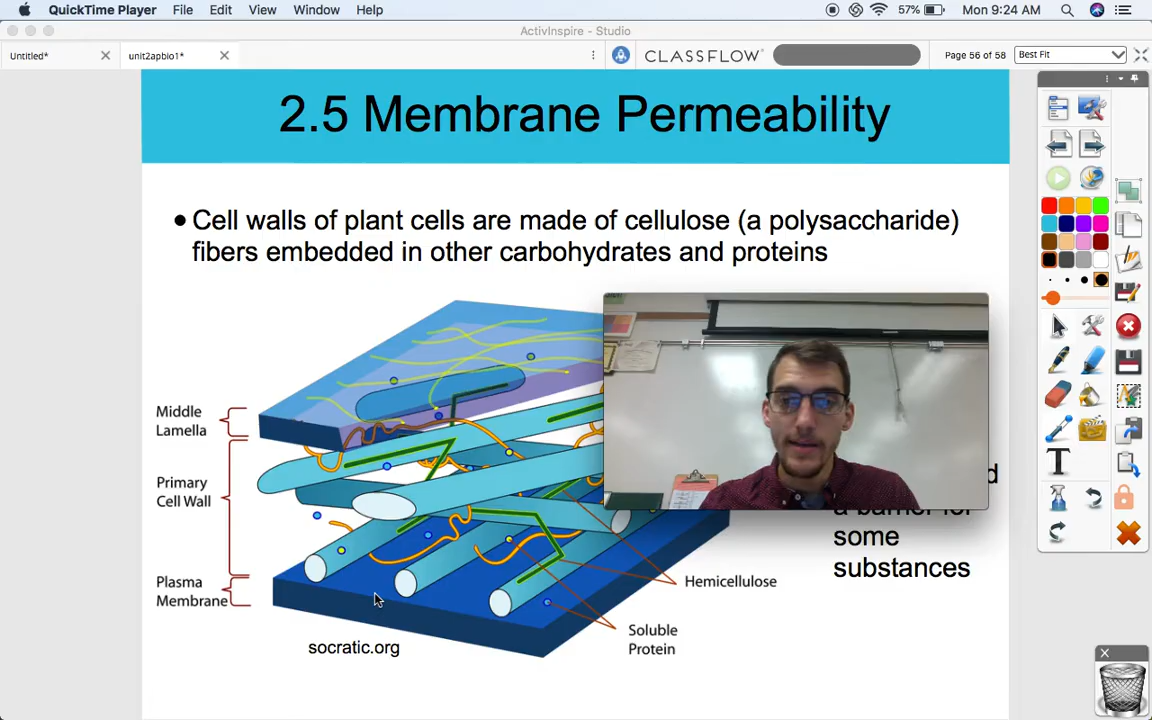 QuickTime Player File Edit View Window Help 57% Mon 9:24 AM
ActivInspire - Studio
Untitled* unit2apbio1* CLASSFLOW Page 56 of 58 Best Fit
2.5 Membrane Permeability
• Cell walls of plant cells are made of cellulose (a polysaccharide)
fibers embedded in other carbohydrates and proteins
Middle
Lamella
Primary
Cell Wall
Plasma
Membrane
a barrier for
some
substances
Hemicellulose
Soluble
Protein
socratic.org